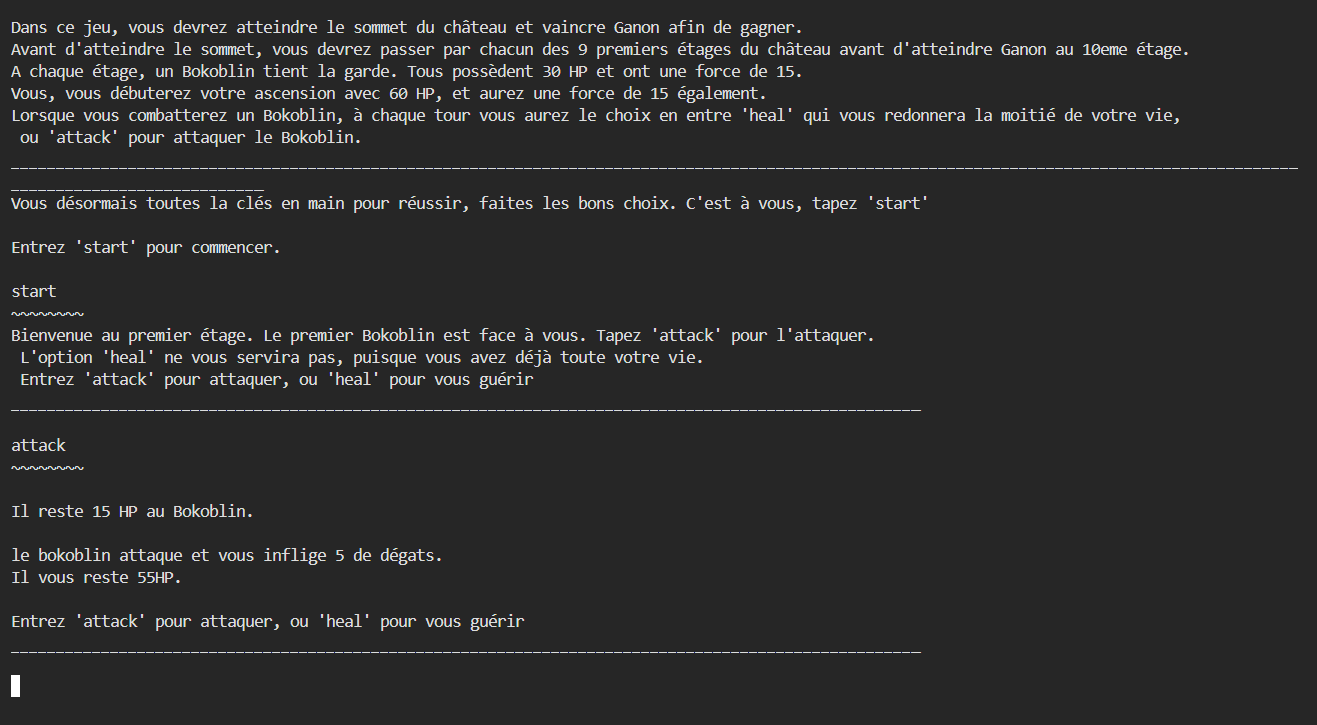 Dans ce jeu, vous devrez atteindre le sommet du château et vaincre Ganon afin de gagner.
Avant d'atteindre le sommet, vous devrez passer par chacun des 9 premiers étages du château avant d'atteindre Ganon au 10eme étage.
A chaque étage, un Bokoblin tient la garde. Tous possèdent 30 HP et ont une force de 15.
Vous, vous débuterez votre ascension avec 60 HP, et aurez une force de 15 également.
Lorsque vous combatterez un Bokoblin, à chaque tour vous aurez le choix en entre 'heal' qui vous redonnera la moitié de votre vie,
ou 'attack' pour attaquer le Bokoblin.
_______________________________________________________________________________________________________________________________________________
____________________________
Vous désormais toutes la clés en main pour réussir, faites les bons choix. C'est à vous, tapez 'start'
Entrez 'start' pour commencer.
start
~~~~~~~~
Bienvenue au premier étage. Le premier Bokoblin est face à vous. Tapez 'attack' pour l'attaquer.
L'option 'heal' ne vous servira pas, puisque vous avez déjà toute votre vie.
Entrez 'attack' pour attaquer, ou 'heal' pour vous guérir
_____________________________________________________________________________________________________
attack
~~~~~~~~
Il reste 15 HP au Bokoblin.
le bokoblin attaque et vous inflige 5 de dégats.
Il vous reste 55HP.
Entrez 'attack' pour attaquer, ou 'heal' pour vous guérir
_____________________________________________________________________________________________________